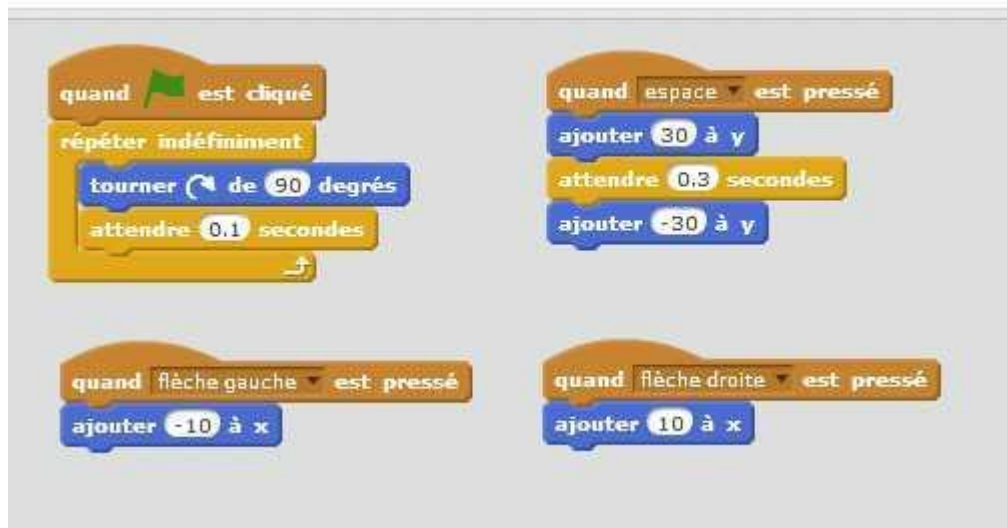 quand est cliqué
répéter indéfiniment
tourner de 90 degrés
attendre 0.1 secondes
quand espace est pressé
ajouter 30 à y
attendre 0.3 secondes
ajouter -30 à y
quand flèche gauche est pressé
ajouter -10 à x
quand flèche droite est pressé
ajouter 10 à x